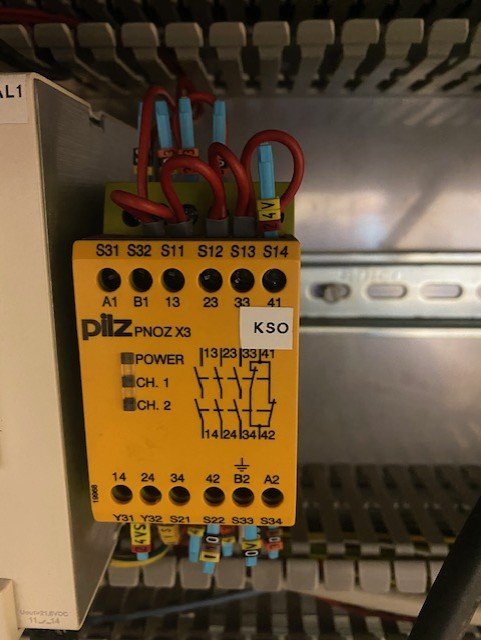 AL1
S31 S32 S11 S12 S13 S14
A1 B1 13 23 33 41
pilz PNOZ X3
KSO
POWER
CH. 1
CH. 2
13 23 33 41
14 24 34 42
14 24 34 42 B2 A2
Y31 Y32 S21 S22 S33 S34